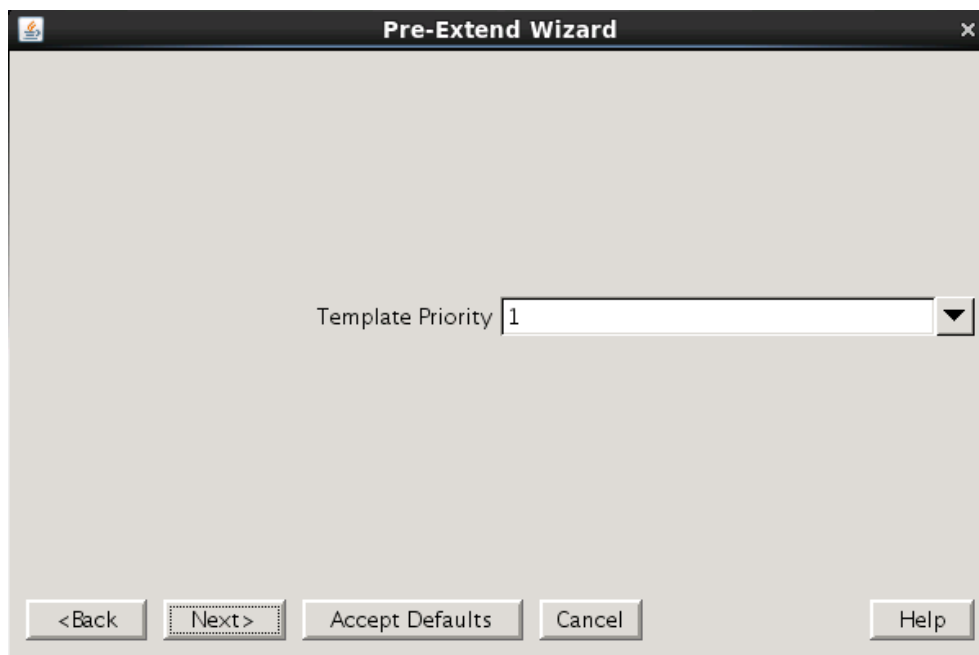 Pre-Extend Wizard
Template Priority 1
<Back Next> Accept Defaults Cancel Help